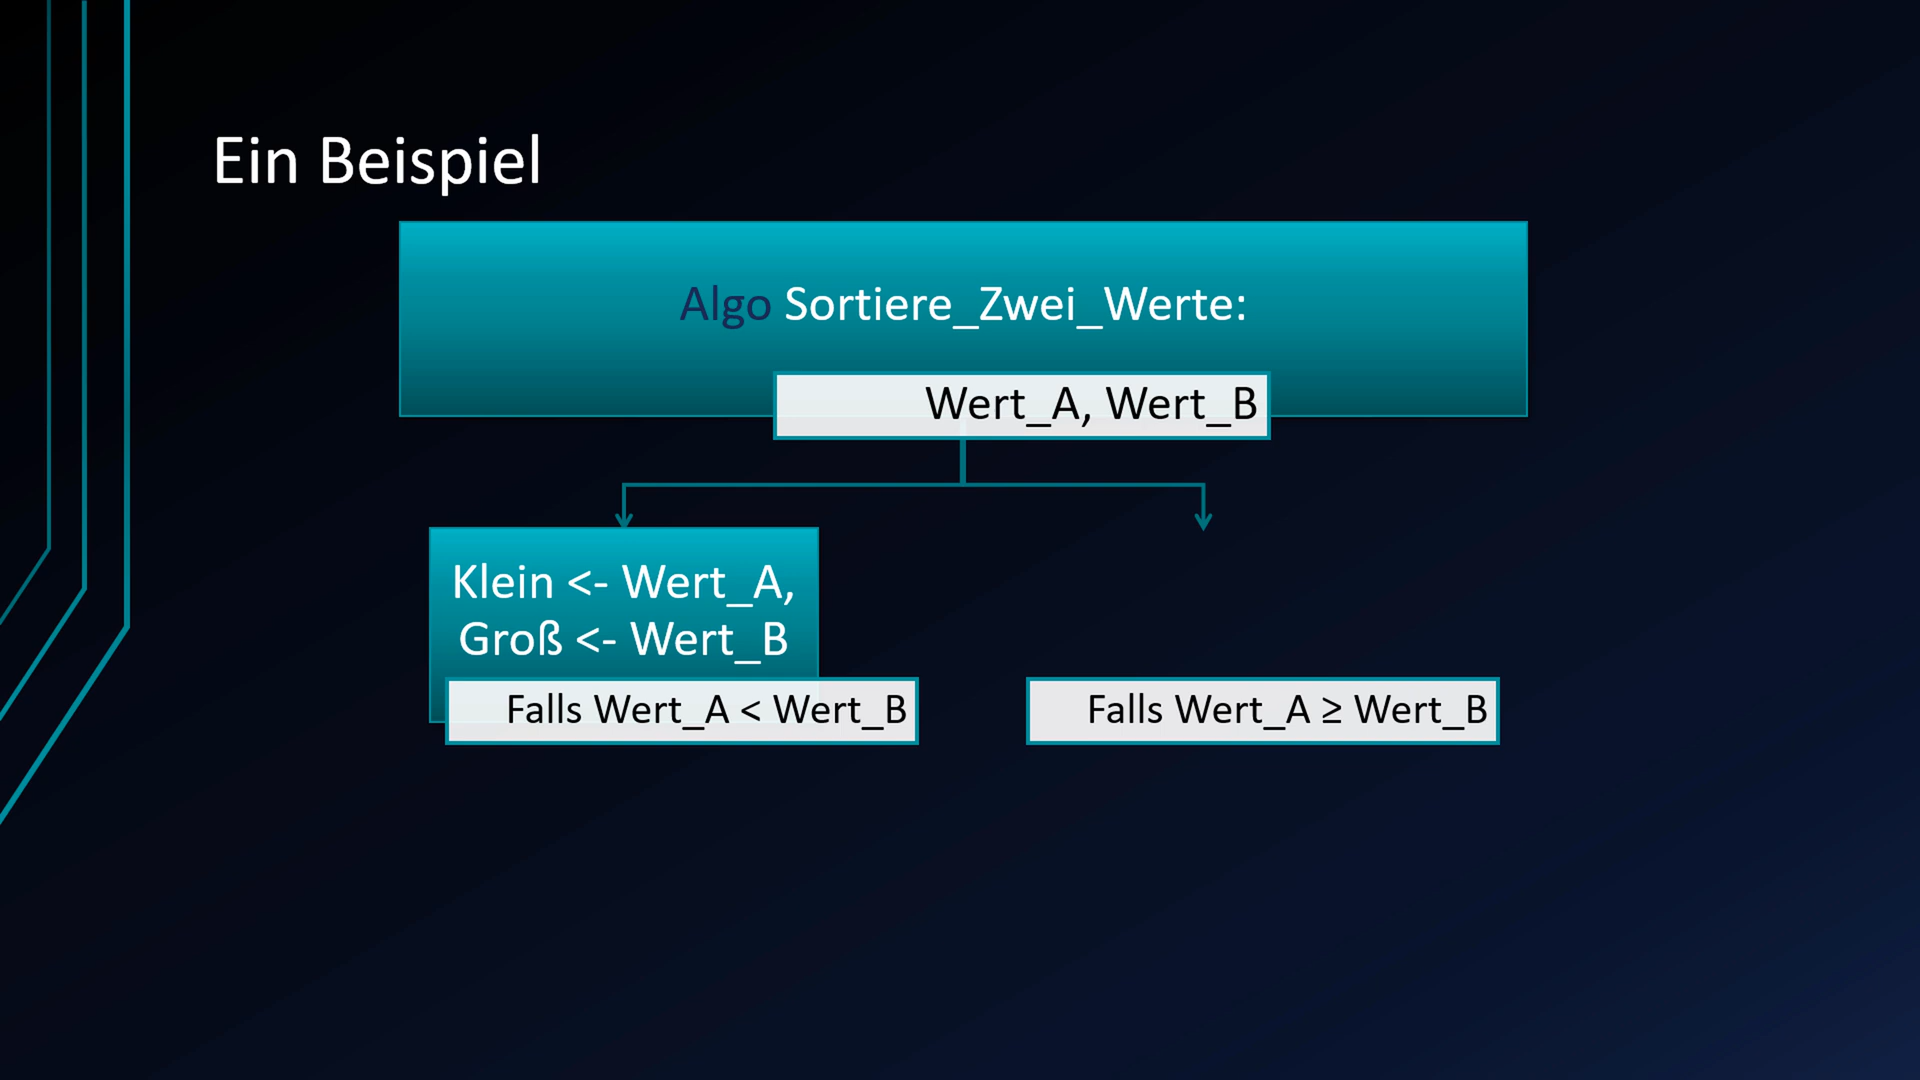 Ein Beispiel
Algo Sortiere_Zwei_Werte:
Wert_A, Wert_B
Klein <- Wert_A,
Groß <- Wert_B
Falls Wert_A < Wert_B
Falls Wert_A ≥ Wert_B